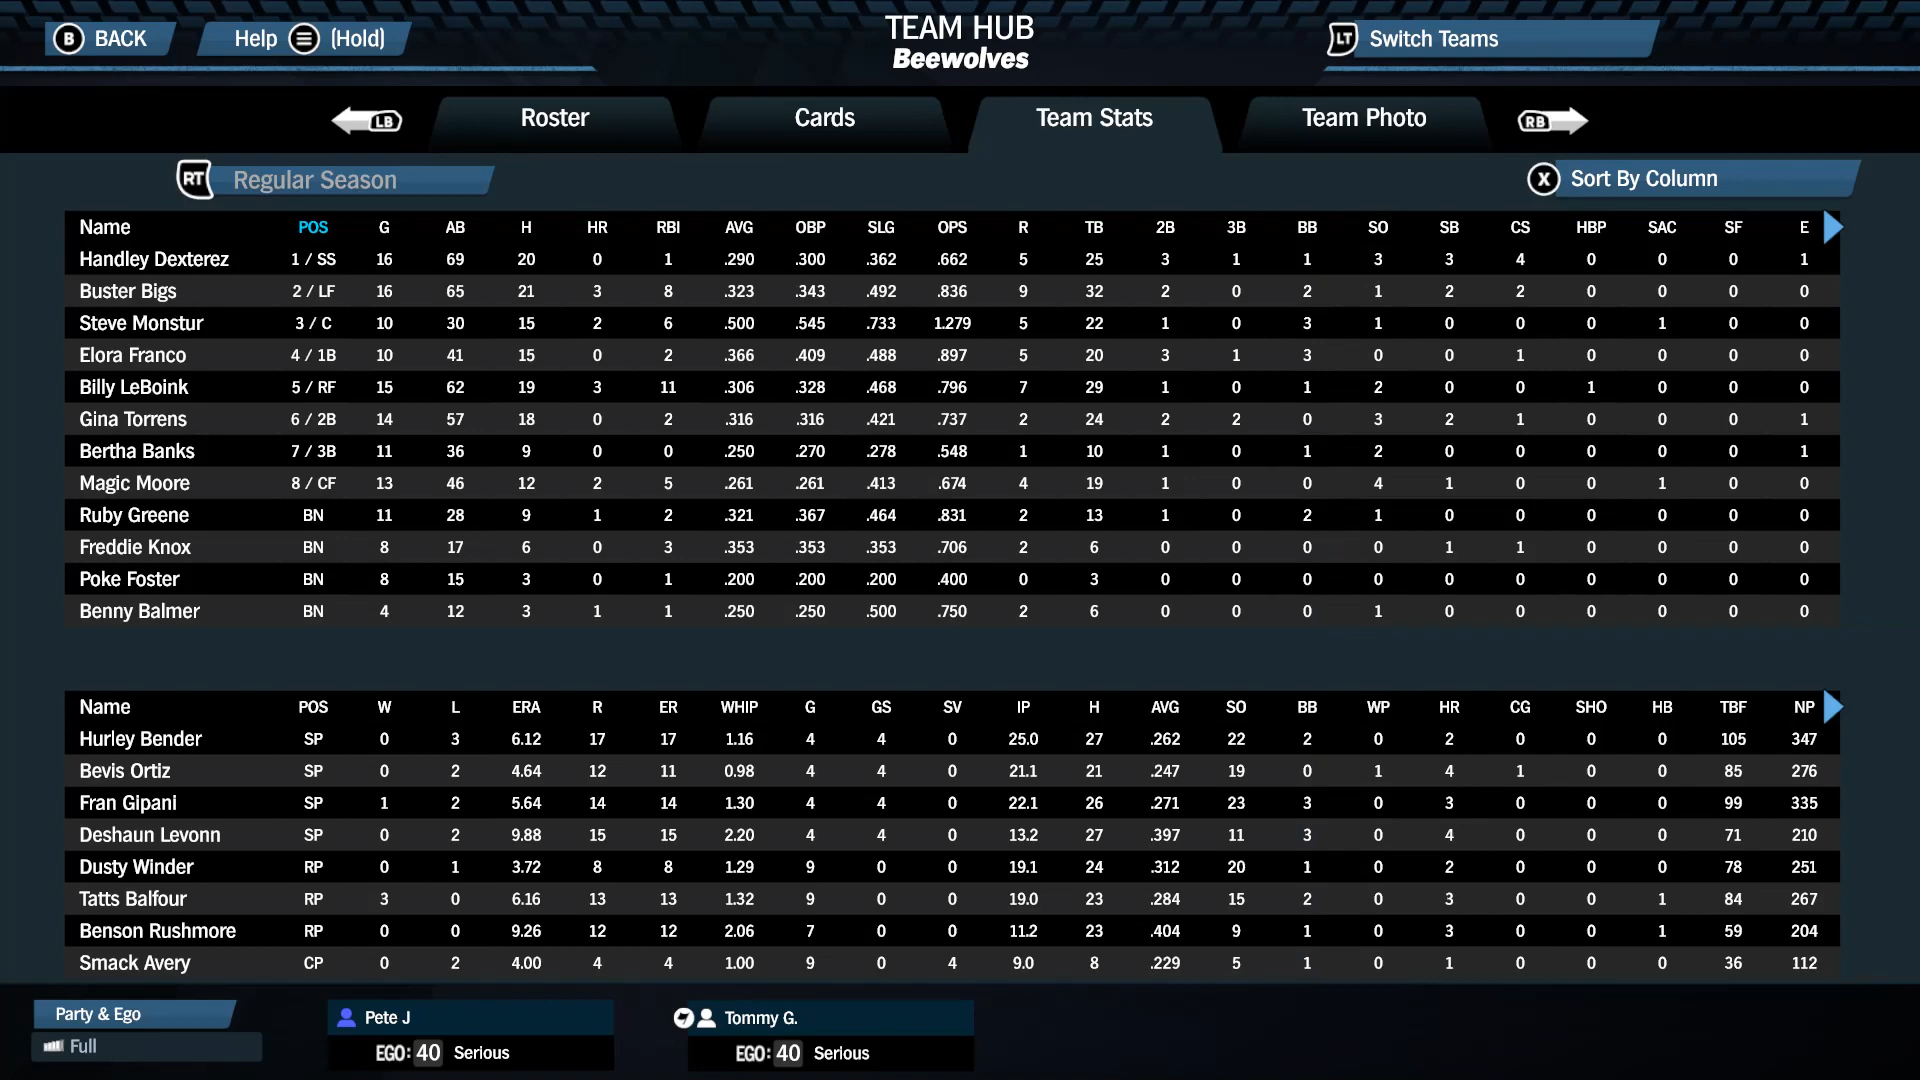 B BACK
Help (Hold)
TEAM HUB
Beewolves
LT Switch Teams
LB Roster Cards Team Stats Team Photo RB
RT Regular Season
X Sort By Column
Name POS G AB H HR RBI AVG OBP SLG OPS R TB 2B 3B BB SO SB CS HBP SAC SF E
Handley Dexterez 1 / SS 16 69 20 0 1 .290 .300 .362 .662 5 25 3 1 1 3 3 4 0 0 0 1
Buster Bigs 2 / LF 16 65 21 3 8 .323 .343 .492 .836 9 32 2 0 2 1 2 2 0 0 0 0
Steve Monstur 3 / C 10 30 15 2 6 .500 .545 .733 1.279 5 22 1 0 3 1 0 0 0 1 0 0
Elora Franco 4 / 1B 10 41 15 0 2 .366 .409 .488 .897 5 20 3 1 3 0 0 1 0 0 0 0
Billy LeBoink 5 / RF 15 62 19 3 11 .306 .328 .468 .796 7 29 1 0 1 2 0 0 1 0 0 0
Gina Torrens 6 / 2B 14 57 18 0 2 .316 .316 .421 .737 2 24 2 2 0 3 2 1 0 0 0 1
Bertha Banks 7 / 3B 11 36 9 0 0 .250 .270 .278 .548 1 10 1 0 1 2 0 0 0 0 0 1
Magic Moore 8 / CF 13 46 12 2 5 .261 .261 .413 .674 4 19 1 0 0 4 1 0 0 1 0 0
Ruby Greene BN 11 28 9 1 2 .321 .367 .464 .831 2 13 1 0 2 1 0 0 0 0 0 0
Freddie Knox BN 8 17 6 0 3 .353 .353 .353 .706 2 6 0 0 0 0 1 1 0 0 0 0
Poke Foster BN 8 15 3 0 1 .200 .200 .200 .400 0 3 0 0 0 0 0 0 0 0 0 0
Benny Balmer BN 4 12 3 1 1 .250 .250 .500 .750 2 6 0 0 0 1 0 0 0 0 0 0
Name POS W L ERA R ER WHIP G GS SV IP H AVG SO BB WP HR CG SHO HB TBF NP
Hurley Bender SP 0 3 6.12 17 17 1.16 4 4 0 25.0 27 .262 22 2 0 2 0 0 0 105 347
Bevis Ortiz SP 0 2 4.64 12 11 0.98 4 4 0 21.1 21 .247 19 0 1 4 1 0 0 85 276
Fran Gipani SP 1 2 5.64 14 14 1.30 4 4 0 22.1 26 .271 23 3 0 3 0 0 0 99 335
Deshaun Levonn SP 0 2 9.88 15 15 2.20 4 4 0 13.2 27 .397 11 3 0 4 0 0 0 71 210
Dusty Winder RP 0 1 3.72 8 8 1.29 9 0 0 19.1 24 .312 20 1 0 2 0 0 0 78 251
Tatts Balfour RP 3 0 6.16 13 13 1.32 9 0 0 19.0 23 .284 15 2 0 3 0 0 1 84 267
Benson Rushmore RP 0 0 9.26 12 12 2.06 7 0 0 11.2 23 .404 9 1 0 3 0 0 1 59 204
Smack Avery CP 0 2 4.00 4 4 1.00 9 0 4 9.0 8 .229 5 1 0 1 0 0 0 36 112
Party & Ego
Full
Pete J
EGO: 40 Serious
Tommy G.
EGO: 40 Serious